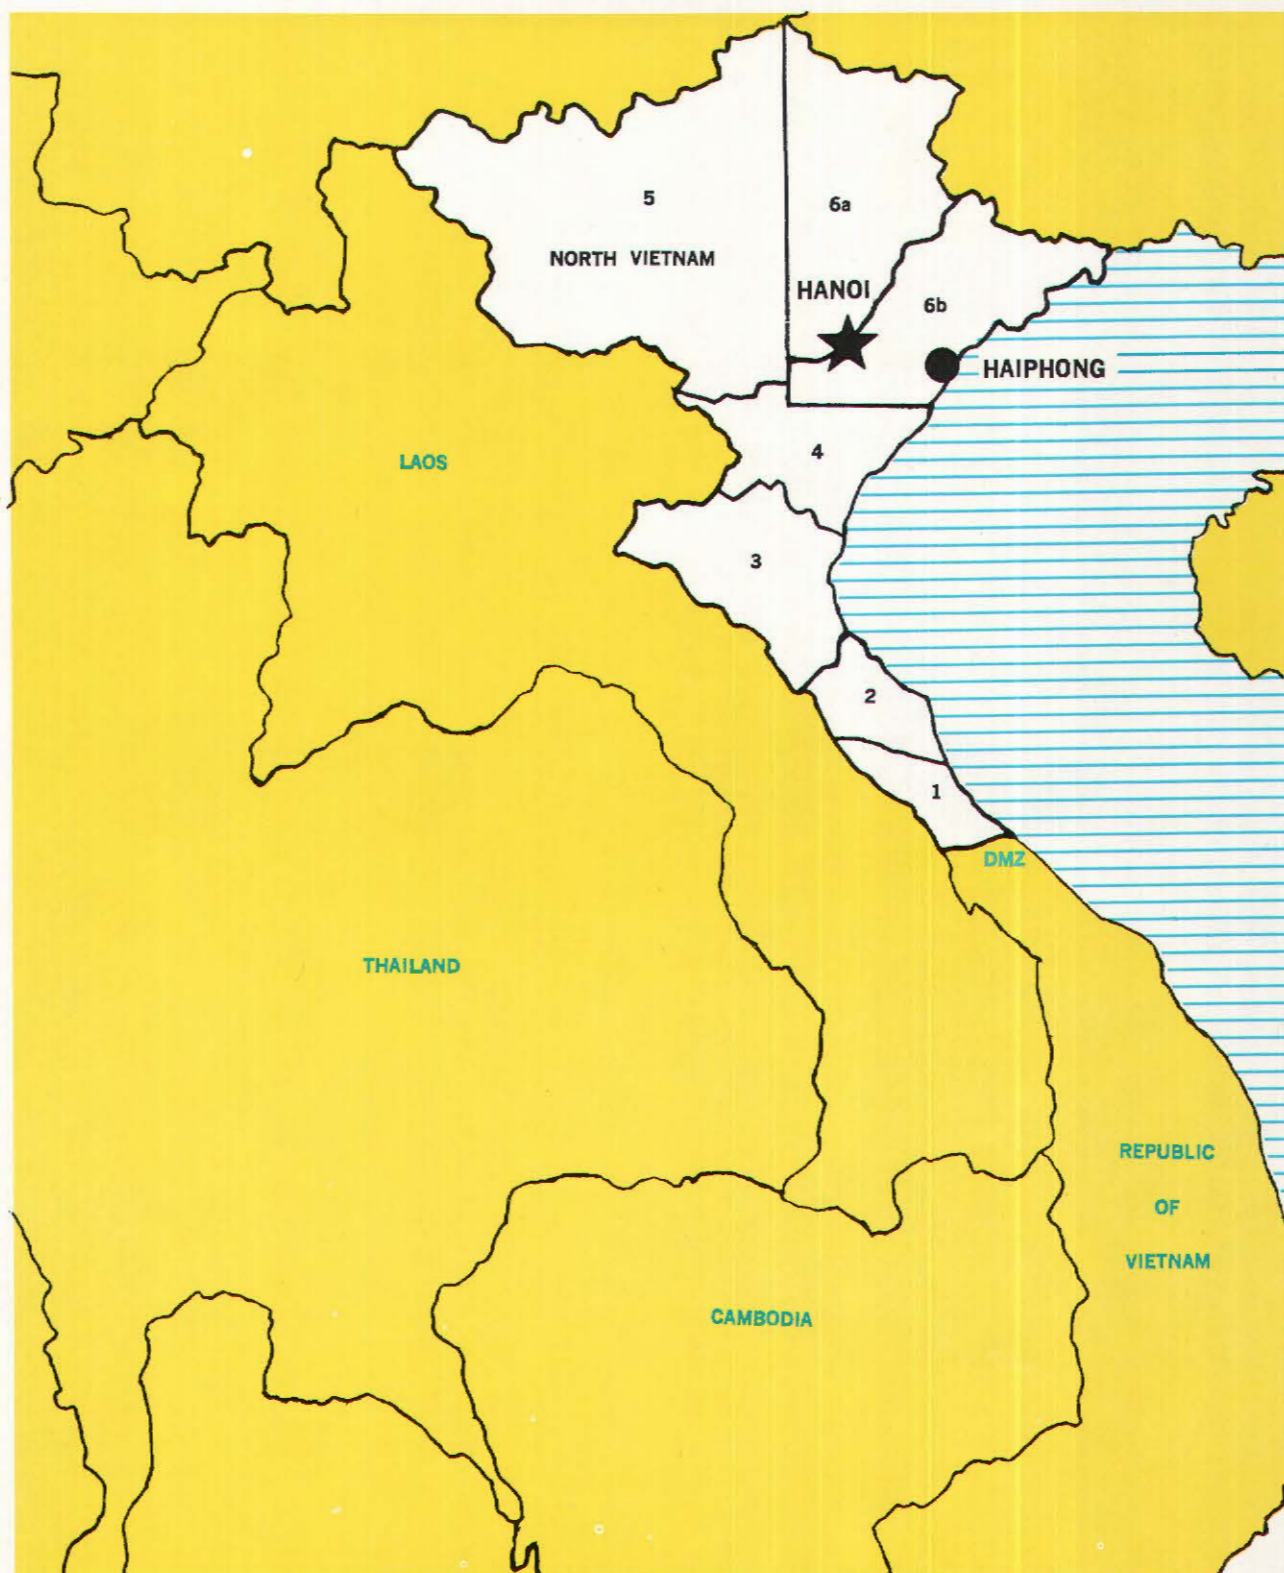 5
6a
NORTH VIETNAM
HANOI
6b
HAIPHONG
4
LAOS
3
2
1
DMZ
THAILAND
REPUBLIC
OF
VIETNAM
CAMBODIA